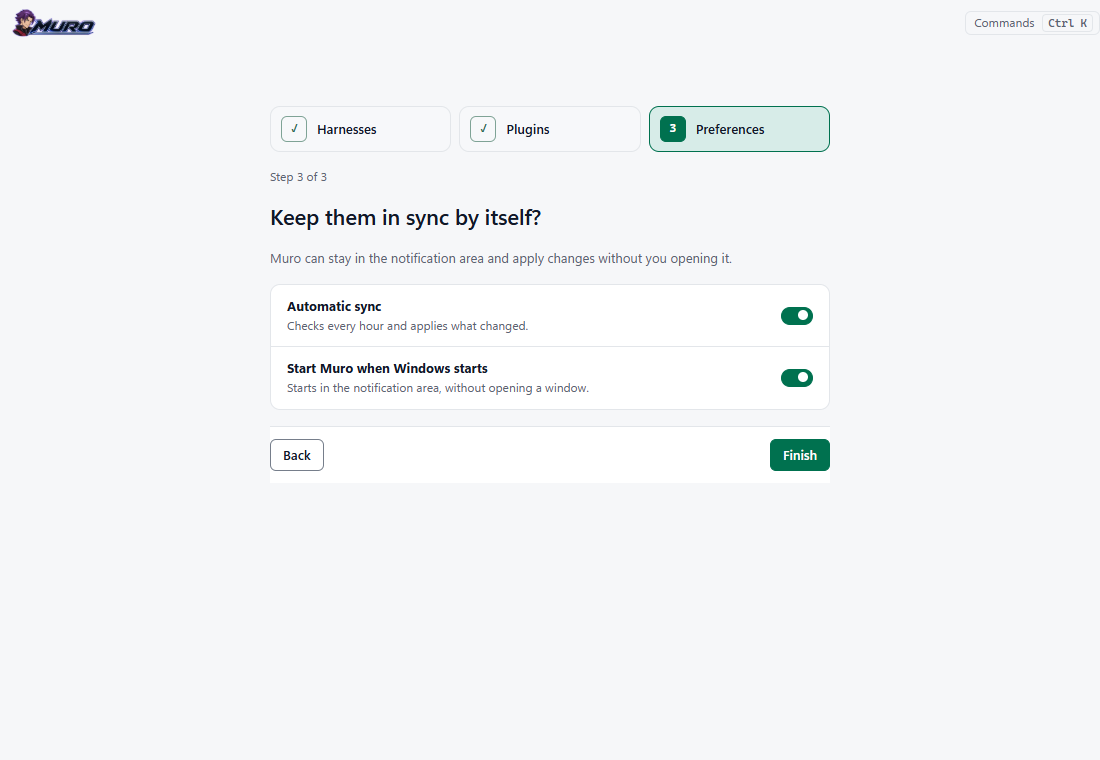 MURO
Commands Ctrl K
✓ Harnesses
✓ Plugins
3 Preferences
Step 3 of 3
Keep them in sync by itself?
Muro can stay in the notification area and apply changes without you opening it.
Automatic sync
Checks every hour and applies what changed.
Start Muro when Windows starts
Starts in the notification area, without opening a window.
Back
Finish